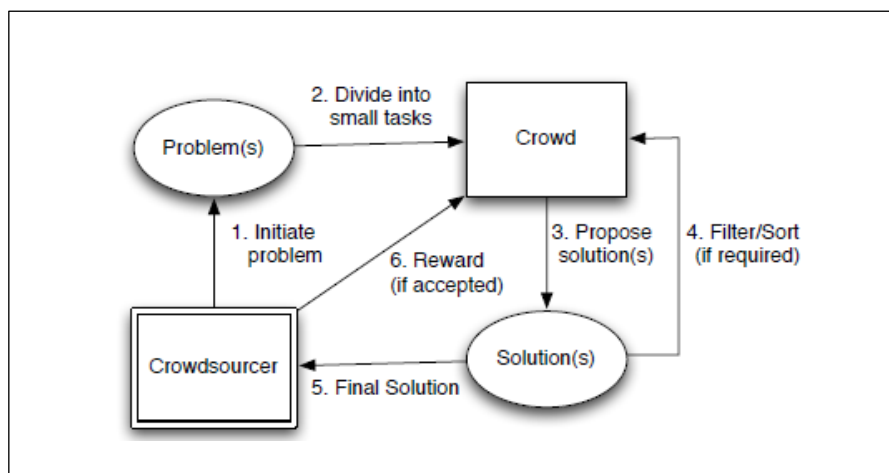 2. Divide into
small tasks
Problem(s)
Crowd
1. Initiate
problem
3. Propose
solution(s)
4. Filter/Sort
(if required)
6. Reward
(if accepted)
Crowdsourcer
Solution(s)
5. Final Solution